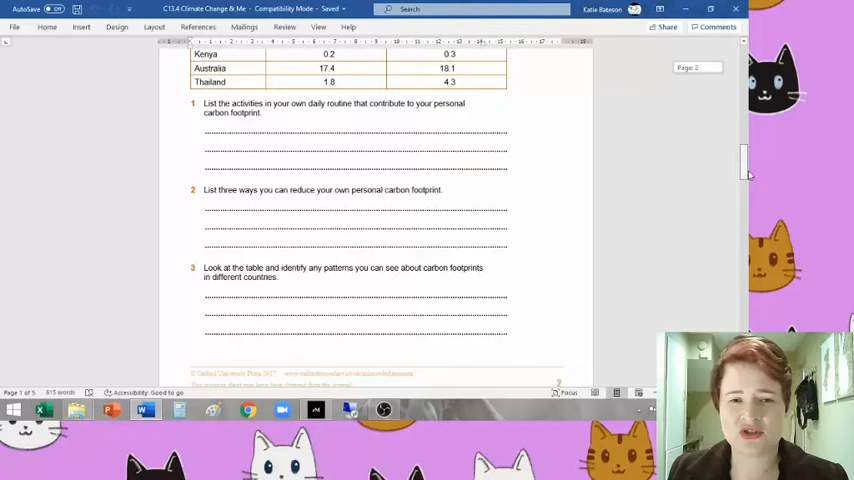 AutoSave Off C13.4 Climate Change & Me - Compatibility Mode - Saved Search Katie Bateson
File Home Insert Design Layout References Mailings Review View Help Share Comments
Kenya 0.2 0.3
Page: 2
Australia 17.4 18.1
Thailand 1.8 4.3
1 List the activities in your own daily routine that contribute to your personal
carbon footprint.
2 List three ways you can reduce your own personal carbon footprint.
3 Look at the table and identify any patterns you can see about carbon footprints
in different countries.
© Oxford University Press 2017
2
Page 1 of 5 515 words Accessibility: Good to go Focus